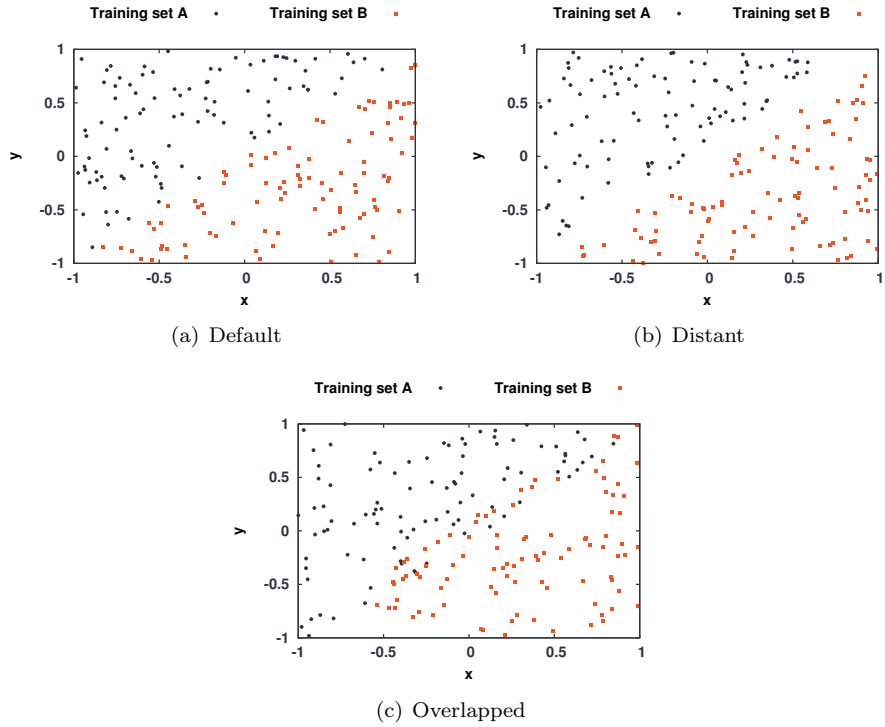 Training set A Training set B
1
0.5
0
-0.5
-1
y
-1 -0.5 0 0.5 1
x
(a) Default
Training set A Training set B
1
0.5
0
-0.5
-1
y
-1 -0.5 0 0.5 1
x
(b) Distant
Training set A Training set B
1
0.5
0
-0.5
-1
y
-1 -0.5 0 0.5 1
x
(c) Overlapped